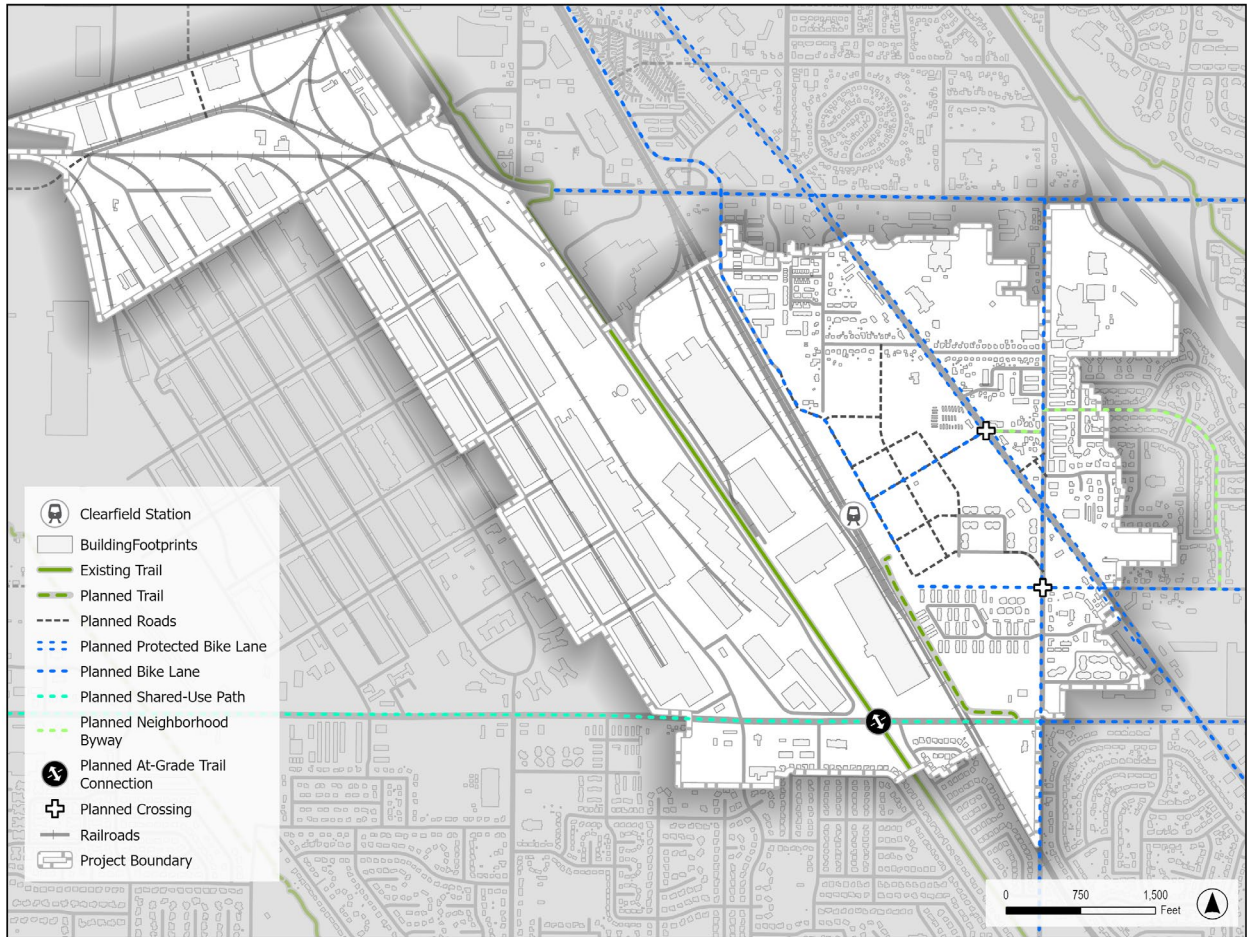 Clearfield Station
BuildingFootprints
Existing Trail
Planned Trail
Planned Roads
Planned Protected Bike Lane
Planned Bike Lane
Planned Shared-Use Path
Planned Neighborhood
Byway
Planned At-Grade Trail
Connection
Planned Crossing
Railroads
Project Boundary
0 750 1,500
Feet